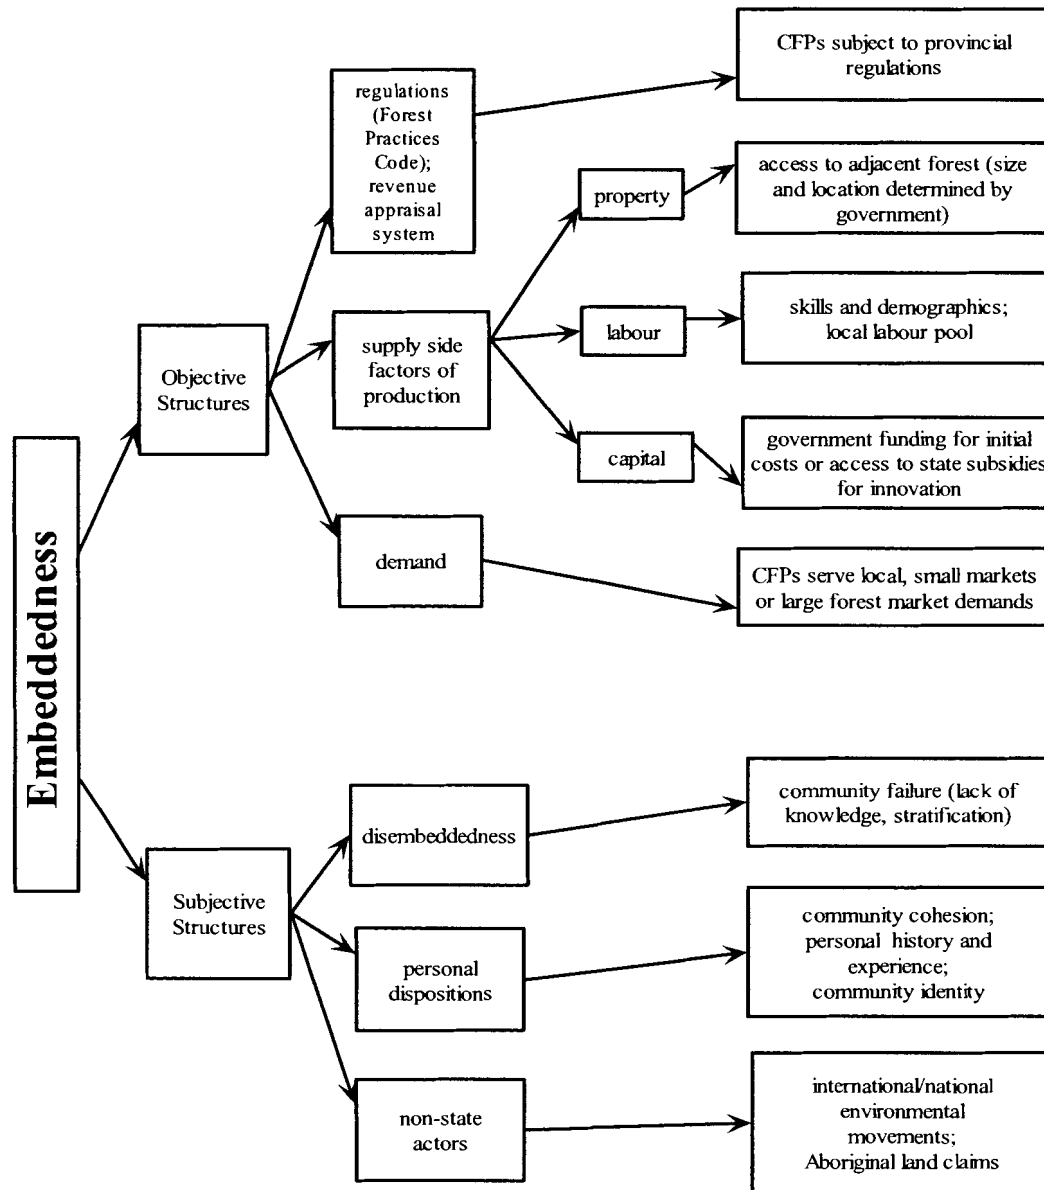 Embeddedness
Objective
Structures
regulations
(Forest
Practices
Code);
revenue
appraisal
system
CFPs subject to provincial
regulations
supply side
factors of
production
property
access to adjacent forest (size
and location determined by
government)
labour
skills and demographics;
local labour pool
capital
government funding for initial
costs or access to state subsidies
for innovation
demand
CFPs serve local, small markets
or large forest market demands
Subjective
Structures
disembeddedness
community failure (lack of
knowledge, stratification)
personal
dispositions
community cohesion;
personal history and
experience;
community identity
non-state
actors
international/national
environmental
movements;
Aboriginal land claims